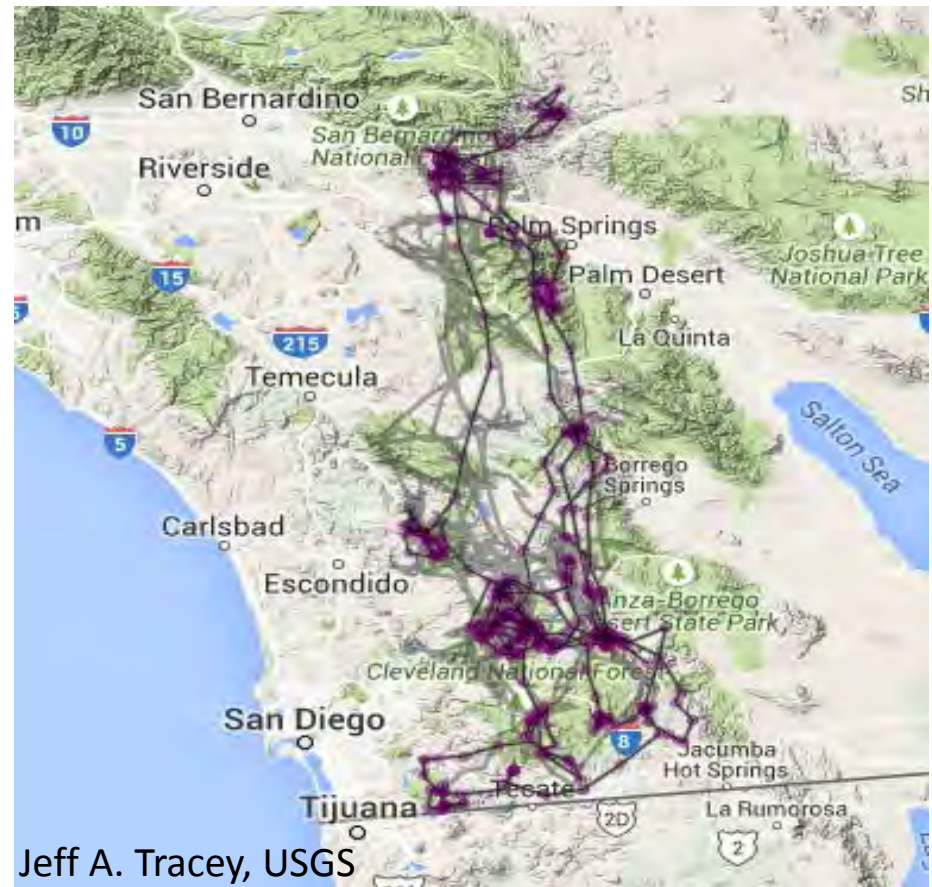 San Bernardino
Sh
10
San Bernardino
National
Riverside
m
Palm Springs
Joshua Tree
National Park
15
Palm Desert
La Quinta
215
Temecula
5
Salton Sea
Borrego
Springs
Carlsbad
Escondido
Anza-Borrego
Desert State Park
Cleveland National Forest
San Diego
8
Jacumba
Hot Springs
Tecate
Tijuana
2D
La Rumorosa
2
Jeff A. Tracey, USGS